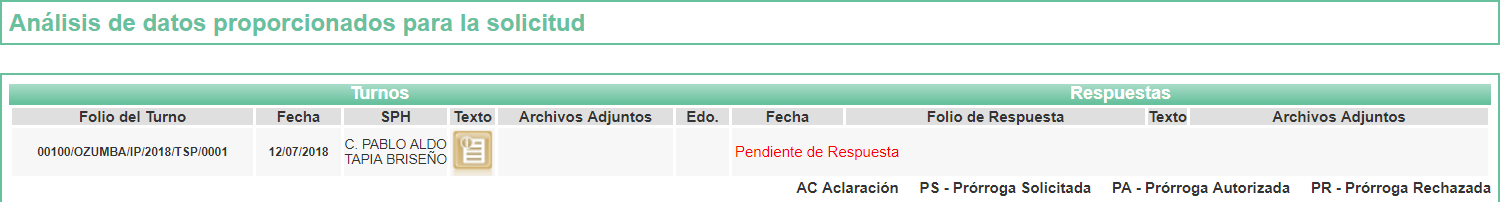 Análisis de datos proporcionados para la solicitud
Turnos Respuestas
Folio del Turno Fecha SPH Texto Archivos Adjuntos Edo. Fecha Folio de Respuesta Texto Archivos Adjuntos
00100/OZUMBA/IP/2018/TSP/0001 12/07/2018 C. PABLO ALDO
TAPIA BRISEÑO
Pendiente de Respuesta
AC Aclaración PS - Prórroga Solicitada PA - Prórroga Autorizada PR - Prórroga Rechazada